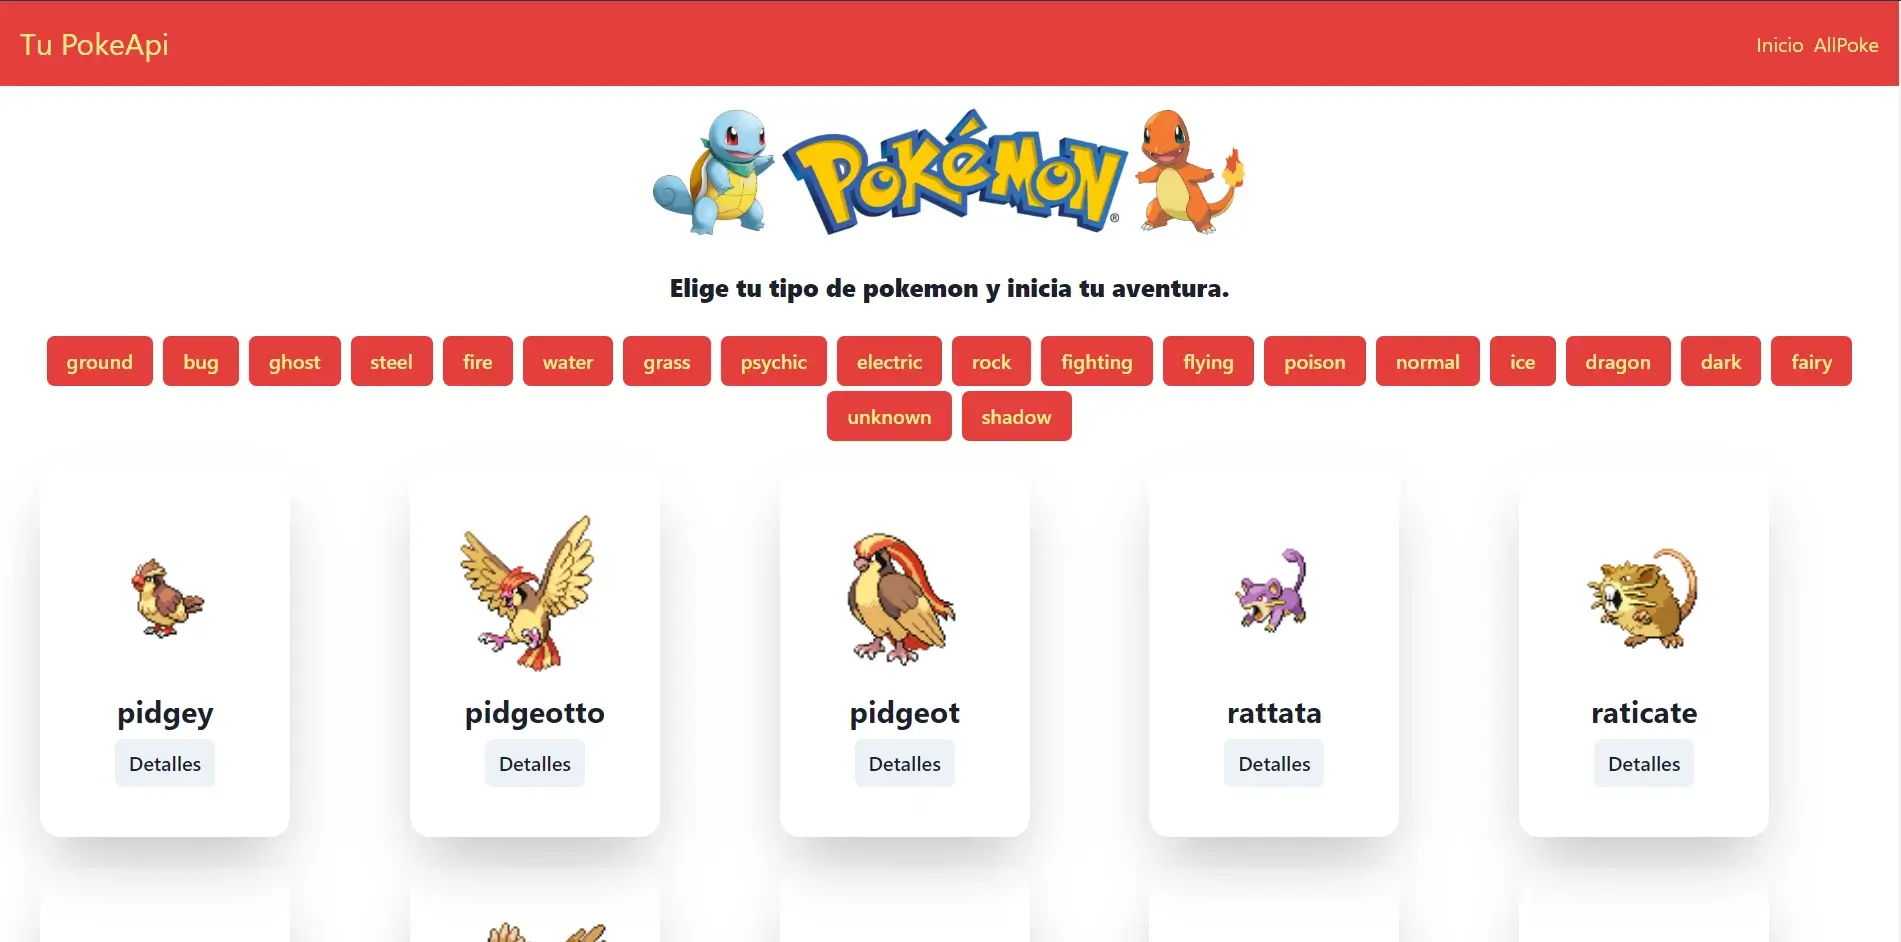 Tu PokeApi
Inicio AllPoke
POKéMON ®
Elige tu tipo de pokemon y inicia tu aventura.
ground bug ghost steel fire water grass psychic electric rock fighting flying poison normal ice dragon dark fairy
unknown shadow
pidgey pidgeotto pidgeot rattata raticate
Detalles Detalles Detalles Detalles Detalles